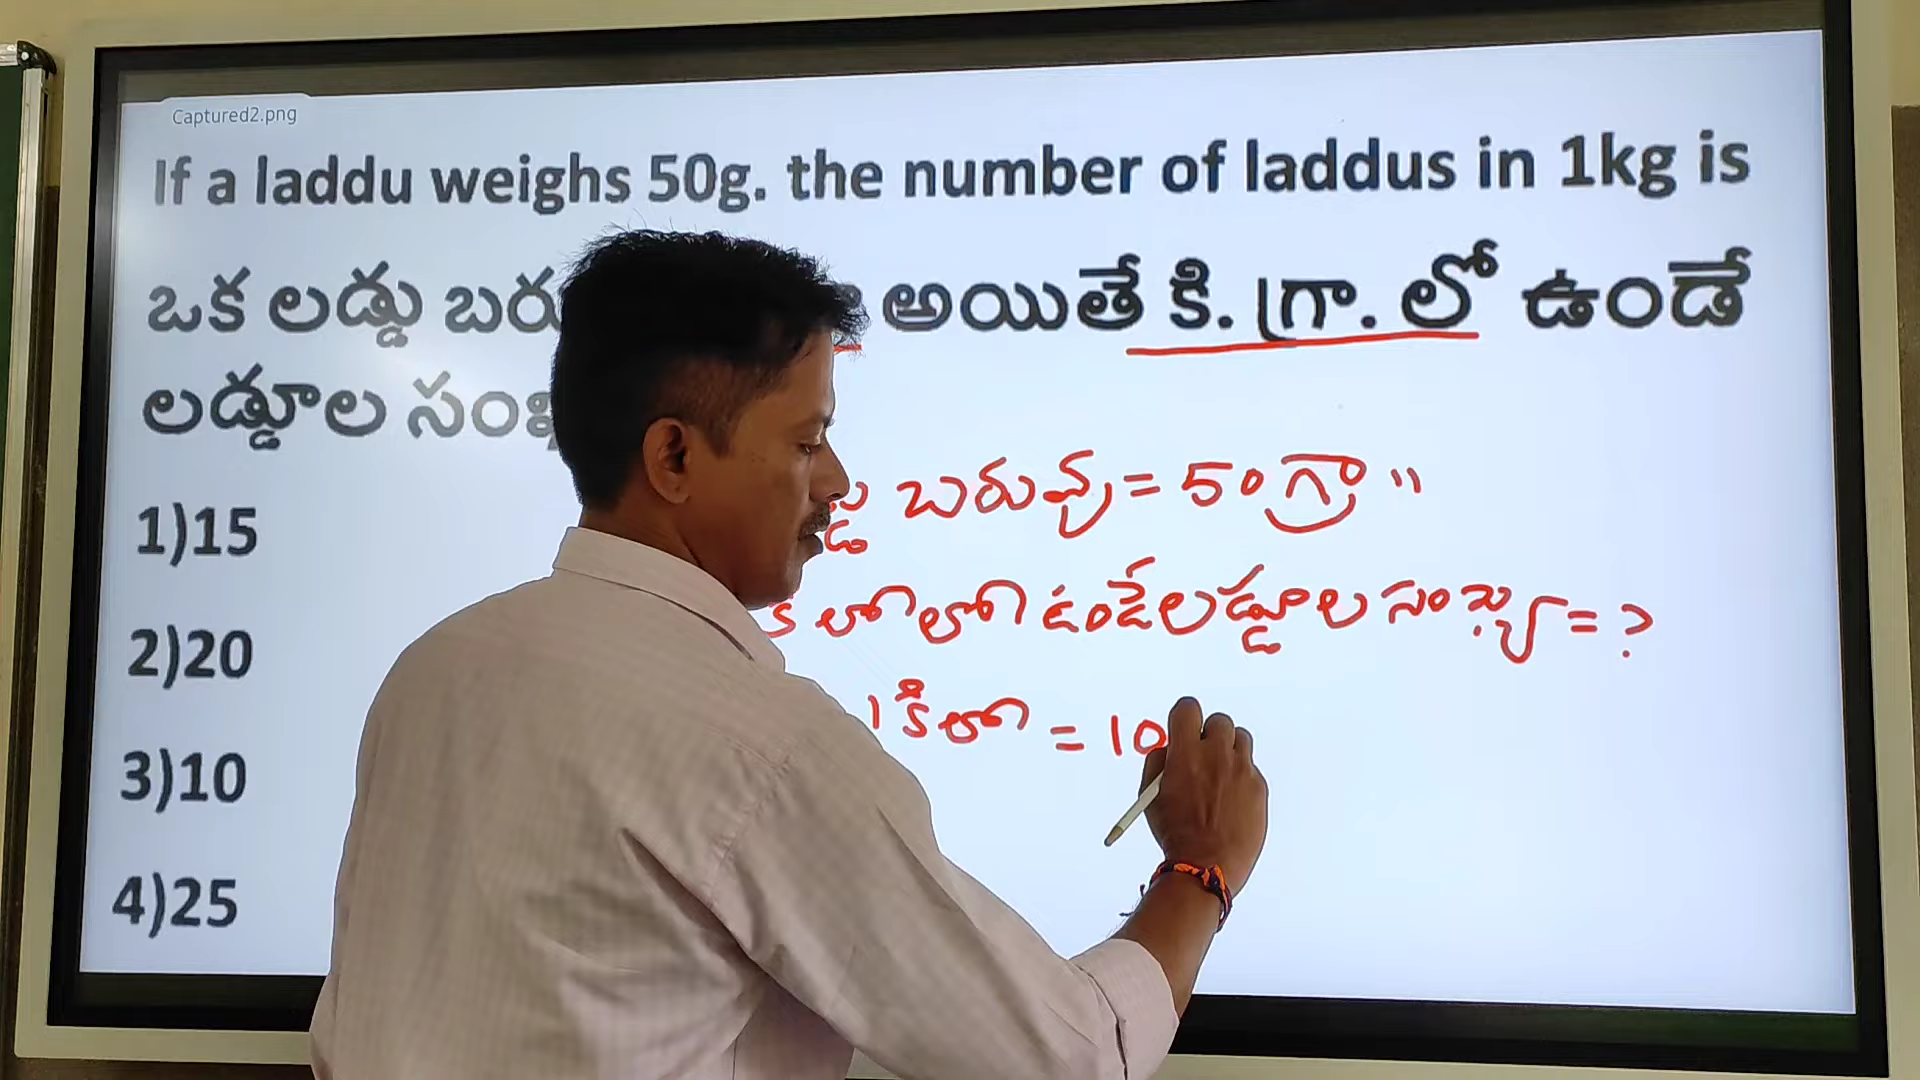 Captured2.png
If a laddu weighs 50g. the number of laddus in 1kg is
ఒక లడ్డు అయితే కి. గ్రా. లో ఉండే
లడ్డూల
1)15
2)20
3)10
4)25
బరువు = 50 గ్రా"
ఉండే లడ్డూల సంఖ్య = ?
1 కిలో = 10